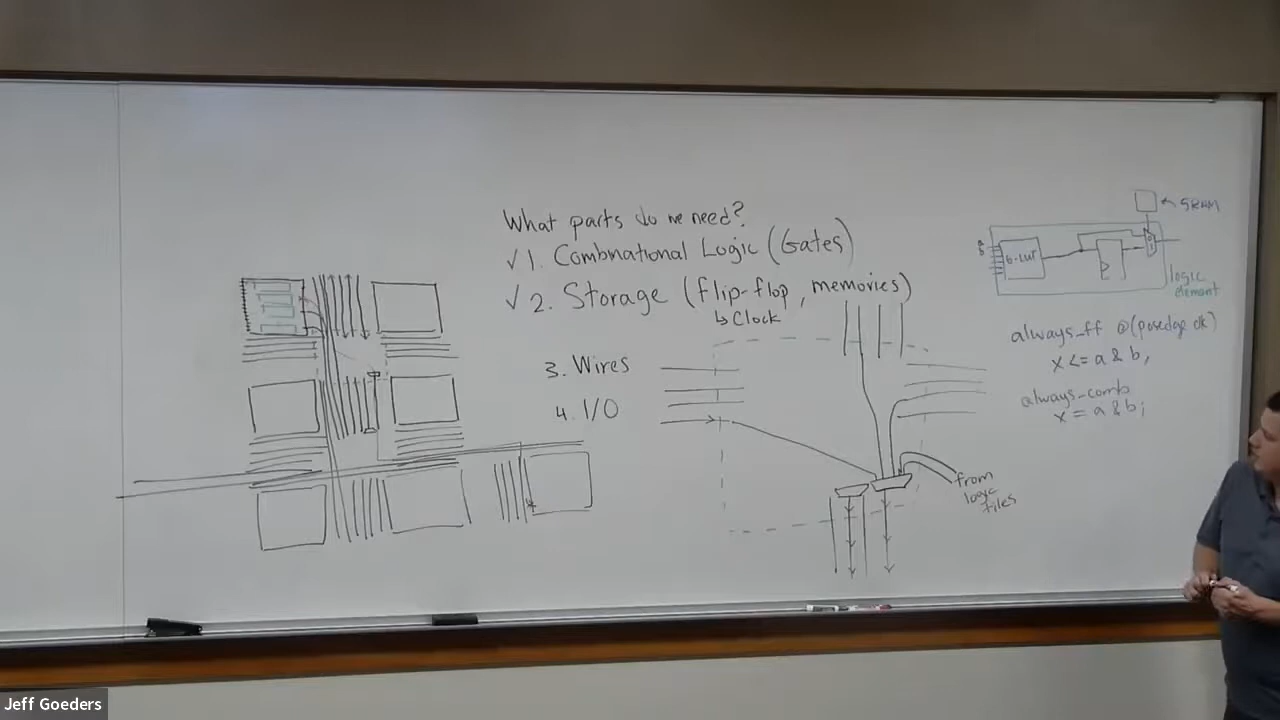 What parts do we need?
✓ 1. Combnational Logic (Gates)
✓ 2. Storage (flip-flop, memories)
↳ Clock
3. Wires
4. I/O
from
logic
tiles
SRAM
6-LUT
logic
element
always_ff @(posedge clk)
x <= a & b;
always_comb
x = a & b;
Jeff Goeders